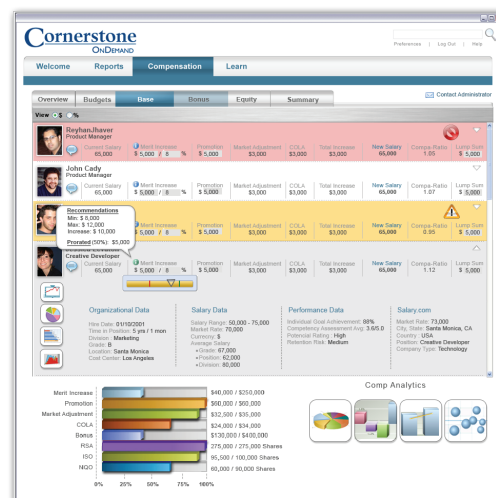 Cornerstone
OnDemand
Preferences | Log Out | Help
Welcome Reports Compensation Learn
Contact Administrator
Overview Budgets Base Bonus Equity Summary
View $ %
ReyhanJhaver
Product Manager
Current Salary Merit Increase Promotion Market Adjustment COLA Total Increase New Salary Compa-Ratio Lump Sum
65,000 $ 5,000 / 8 % $ 5,000 $3,000 $3,000 $3,000 65,000 1.05 $ 5,000
John Cady
Product Manager
Current Salary Merit Increase Promotion Market Adjustment COLA Total Increase New Salary Compa-Ratio Lump Sum
65,000 $ 5,000 / 8 % $ 5,000 $3,000 $3,000 $3,000 65,000 1.07 $ 5,000
Recommendations
Min: $ 8,000
Max: $ 12,000
Increase: $ 10,000
Prorated (50%): $5,000
Merit Increase Promotion Market Adjustment COLA Total Increase New Salary Compa-Ratio Lump Sum
$ 5,000 / 8 % $ 5,000 $3,000 $3,000 $3,000 65,000 0.95 $ 5,000
Creative Developer
Current Salary Merit Increase Promotion Market Adjustment COLA Total Increase New Salary Compa-Ratio Lump Sum
65,000 $ 5,000 / 8 % $ 5,000 $3,000 $3,000 $3,000 65,000 1.12 $ 5,000
Organizational Data
Hire Date: 01/10/2001
Time in Position: 5 yrs / 1 mon
Division : Marketing
Grade: B
Location: Santa Monica
Cost Center: Los Angeles
Salary Data
Salary Range: 50,000 - 75,000
Market Rate: 70,000
Currency: $
Average Salary
•Grade: 67,000
•Position: 62,000
•Division: 80,000
Performance Data
Individual Goal Achievement: 88%
Competency Assessment Avg: 3.6/5.0
Potencial Rating : High
Retention Risk: Medium
Salary.com
Market Rate: 73,000
City, State: Santa Monica, CA
Country : USA
Position: Creative Developer
Company Type: Technology
Merit Increase $40,000 / $250,000
Promotion $60,000 / $60,000
Market Adjustment $32,500 / $35,000
COLA $24,000 / $34,000
Bonus $130,000 / $400,000
RSA 275,000 / 275,000 Shares
ISO 95,500 / 100,000 Shares
NQO 60,000 / 90,000 Shares
0% 25% 50% 75% 100%
Comp Analytics